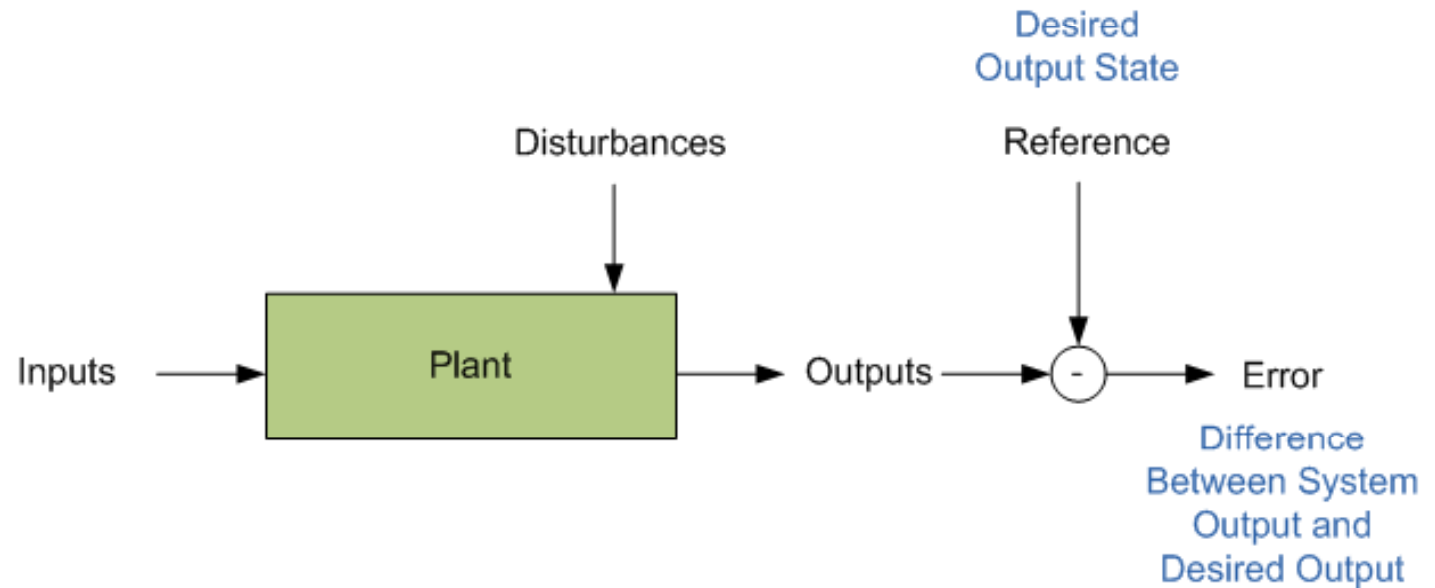 Desired
Output State
Disturbances
Reference
Inputs
Plant
Outputs
-
Error
Difference
Between System
Output and
Desired Output